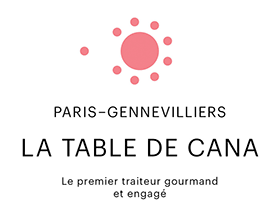 PARIS–GENNEVILLIERS
LA TABLE DE CANA
Le premier traiteur gourmand
et engagé